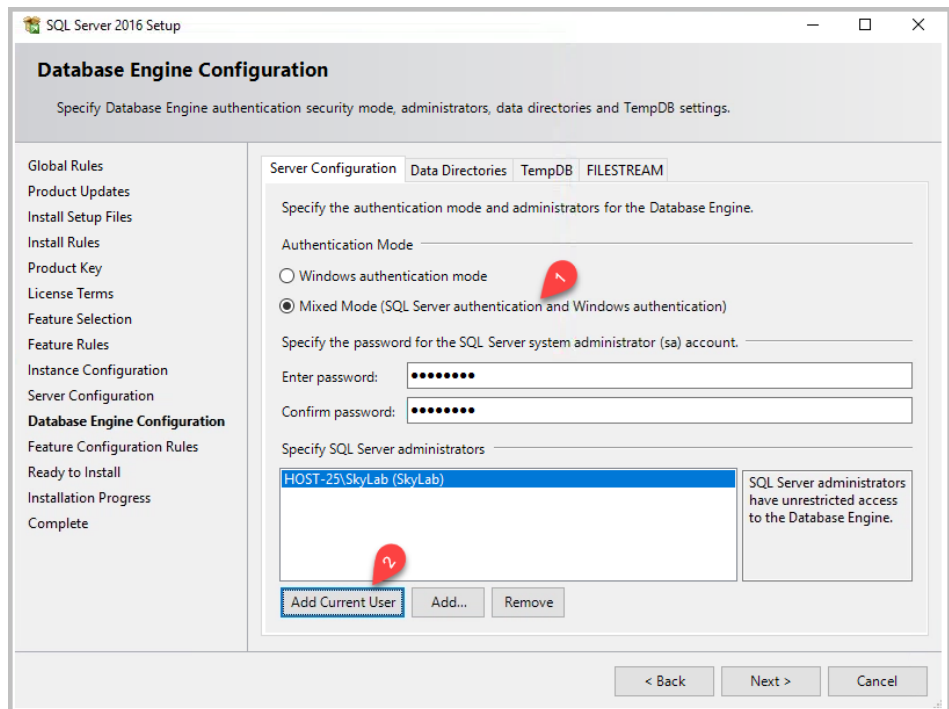 SQL Server 2016 Setup
Database Engine Configuration
Specify Database Engine authentication security mode, administrators, data directories and TempDB settings.
Global Rules
Product Updates
Install Setup Files
Install Rules
Product Key
License Terms
Feature Selection
Feature Rules
Instance Configuration
Server Configuration
Database Engine Configuration
Feature Configuration Rules
Ready to Install
Installation Progress
Complete
Server Configuration Data Directories TempDB FILESTREAM
Specify the authentication mode and administrators for the Database Engine.
Authentication Mode
Windows authentication mode
1
Mixed Mode (SQL Server authentication and Windows authentication)
Specify the password for the SQL Server system administrator (sa) account.
Enter password: ●●●●●●●●
Confirm password: ●●●●●●●●
Specify SQL Server administrators
HOST-25\SkyLab (SkyLab)
SQL Server administrators
have unrestricted access
to the Database Engine.
2
Add Current User Add... Remove
< Back Next > Cancel